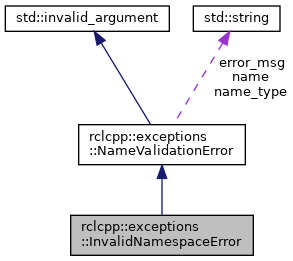 std::invalid_argument
std::string
error_msg
name
name_type
rclcpp::exceptions
::NameValidationError
rclcpp::exceptions
::InvalidNamespaceError